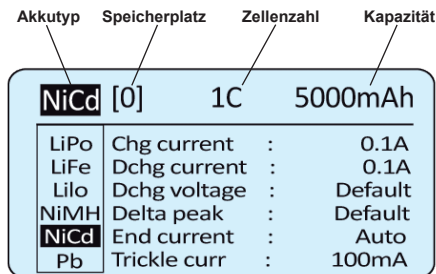 Akkutyp Speicherplatz Zellenzahl Kapazität
NiCd [0] 1C 5000mAh
LiPo Chg current : 0.1A
LiFe Dchg current : 0.1A
Lilo Dchg voltage : Default
NiMH Delta peak : Default
NiCd End current : Auto
Pb Trickle curr : 100mA